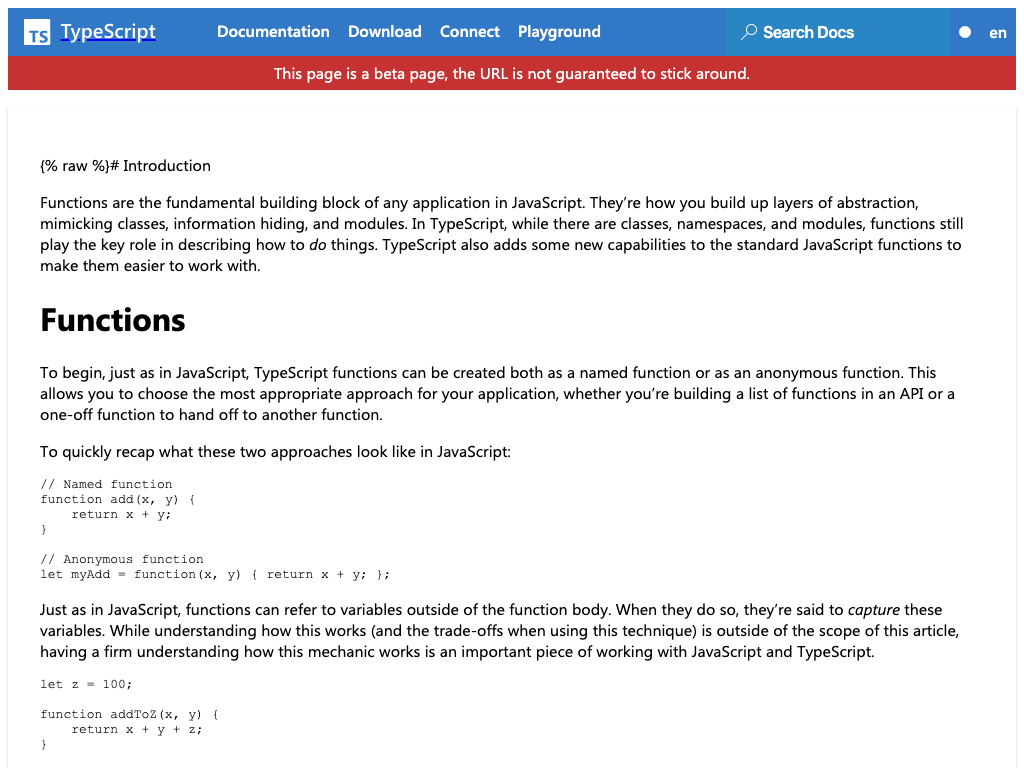 TS TypeScript Documentation Download Connect Playground Search Docs en
This page is a beta page, the URL is not guaranteed to stick around.
{% raw %}# Introduction
Functions are the fundamental building block of any application in JavaScript. They’re how you build up layers of abstraction,
mimicking classes, information hiding, and modules. In TypeScript, while there are classes, namespaces, and modules, functions still
play the key role in describing how to do things. TypeScript also adds some new capabilities to the standard JavaScript functions to
make them easier to work with.
Functions
To begin, just as in JavaScript, TypeScript functions can be created both as a named function or as an anonymous function. This
allows you to choose the most appropriate approach for your application, whether you’re building a list of functions in an API or a
one-off function to hand off to another function.
To quickly recap what these two approaches look like in JavaScript:
// Named function
function add(x, y) {
    return x + y;
}
// Anonymous function
let myAdd = function(x, y) { return x + y; };
Just as in JavaScript, functions can refer to variables outside of the function body. When they do so, they’re said to capture these
variables. While understanding how this works (and the trade-offs when using this technique) is outside of the scope of this article,
having a firm understanding how this mechanic works is an important piece of working with JavaScript and TypeScript.
let z = 100;
function addToZ(x, y) {
    return x + y + z;
}